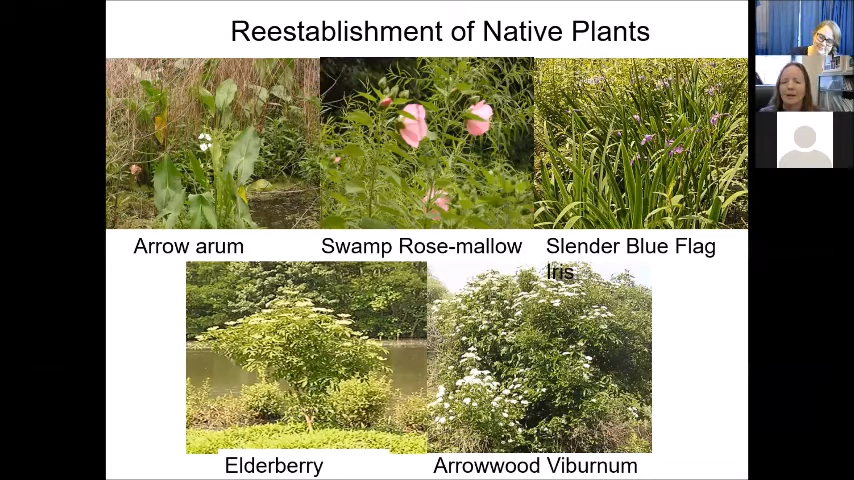 Reestablishment of Native Plants
Arrow arum
Swamp Rose-mallow
Slender Blue Flag
Iris
Elderberry
Arrowwood Viburnum